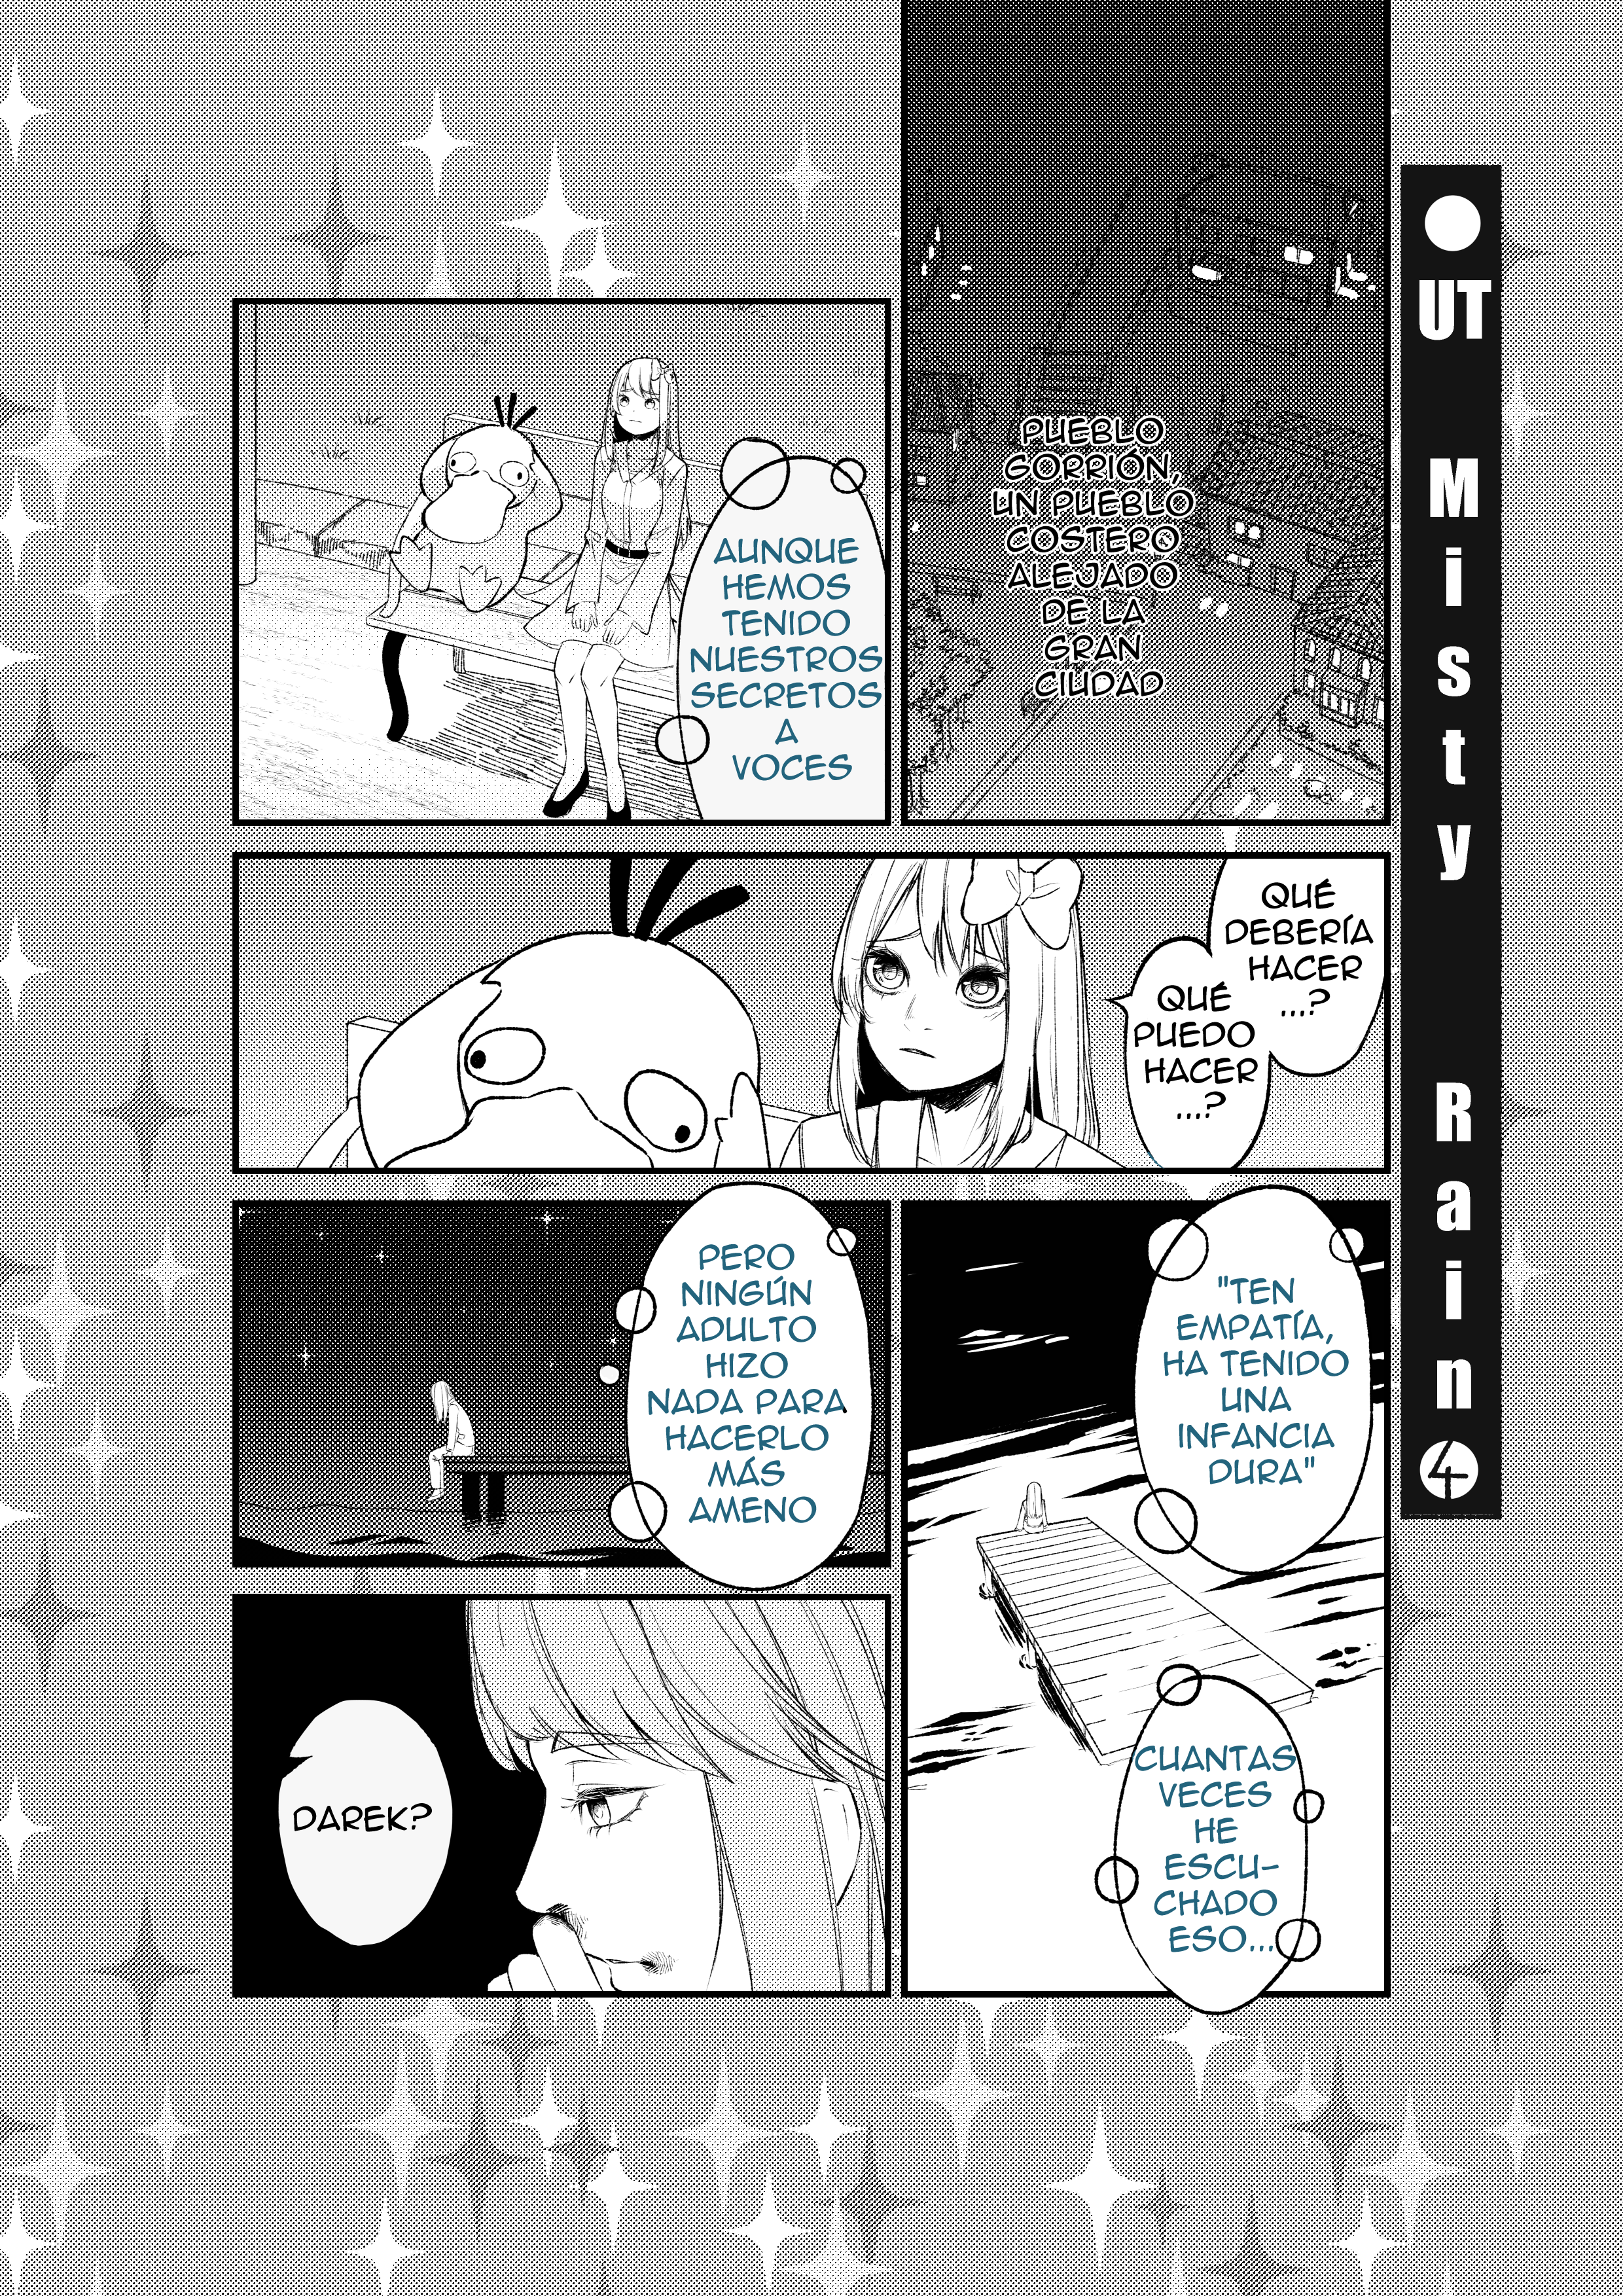 ●UT Misty Rain ④
PUEBLO
GORRIÓN,
UN PUEBLO
COSTERO
ALEJADO
DE LA
GRAN
CIUDAD
AUNQUE
HEMOS
TENIDO
NUESTROS
SECRETOS
A
VOCES
QUÉ
DEBERÍA
HACER
...?
QUÉ
PUEDO
HACER
...?
"TEN
EMPATÍA,
HA TENIDO
UNA
INFANCIA
DURA"
CUANTAS
VECES
HE
ESCU-
CHADO
ESO...
PERO
NINGÚN
ADULTO
HIZO
NADA PARA
HACERLO
MÁS
AMENO
DAREK?